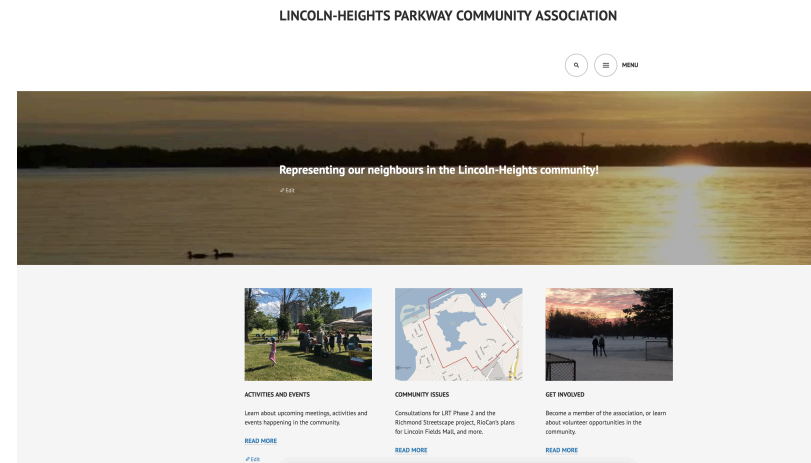 LINCOLN-HEIGHTS PARKWAY COMMUNITY ASSOCIATION
MENU
Representing our neighbours in the Lincoln-Heights community!
Edit
ACTIVITIES AND EVENTS
Learn about upcoming meetings, activities and
events happening in the community.
READ MORE
Edit
COMMUNITY ISSUES
Consultations for LRT Phase 2 and the
Richmond Streetscape project, RioCan's plans
for Lincoln Fields Mall, and more.
READ MORE
GET INVOLVED
Become a member of the association, or learn
about volunteer opportunities in the
community.
READ MORE